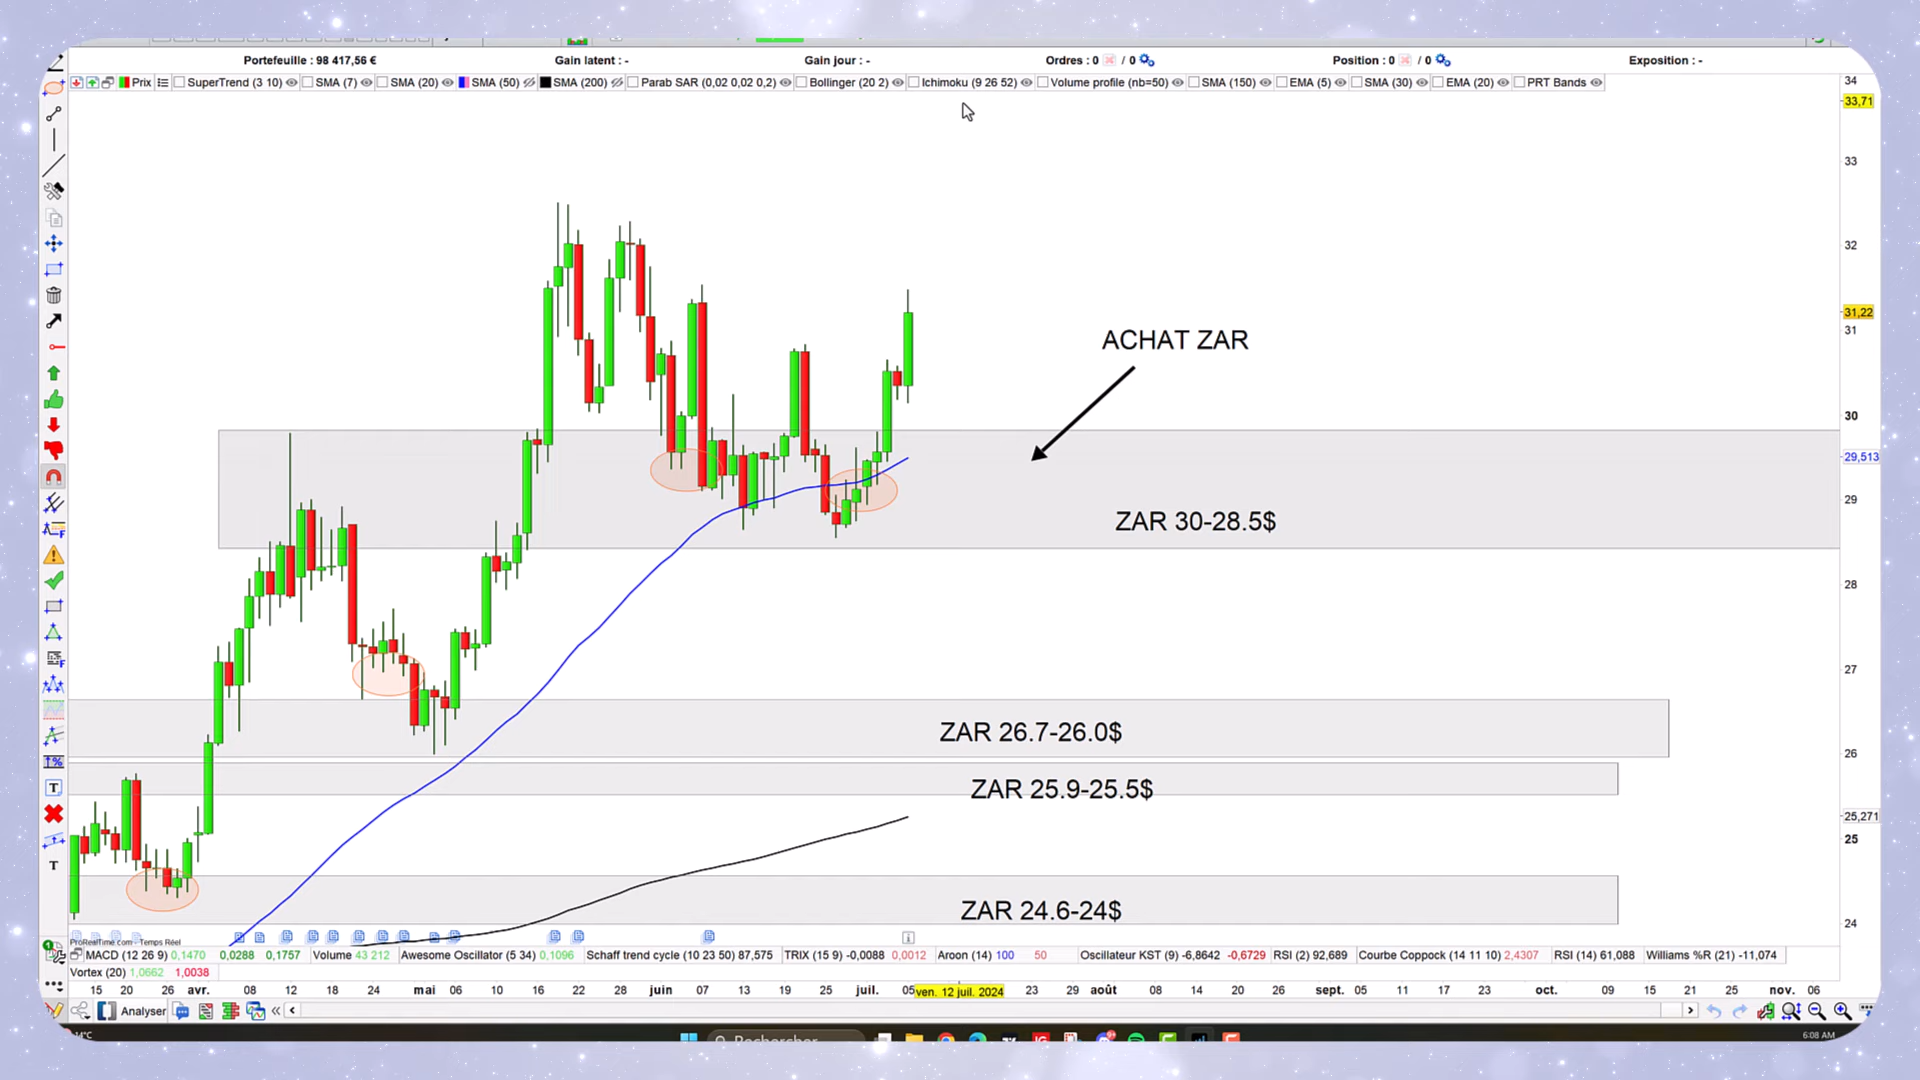 Portefeuille : 98 417,56 € Gain latent : - Gain jour : - Ordres : 0 / 0 Position : 0 / 0 Exposition : -
Prix SuperTrend (3 10) SMA (7) SMA (20) SMA (50) SMA (200) Parab SAR (0,02 0,02 0,2) Bollinger (20 2) Ichimoku (9 26 52) Volume profile (nb=50) SMA (150) EMA (5) SMA (30) EMA (20) PRT Bands
34
33,71
33
32
31,22
31
ACHAT ZAR
30
29,513
29
ZAR 30-28.5$
28
27
ZAR 26.7-26.0$
26
ZAR 25.9-25.5$
25,271
25
ZAR 24.6-24$
24
ProRealTime.com - Temps Réel
MACD (12 26 9) 0,1470 0,0288 0,1757 Volume 43 212 Awesome Oscillator (5 34) 0,1096 Schaff trend cycle (10 23 50) 87,575 TRIX (15 9) -0,0088 0,0012 Aroon (14) 100 50 Oscillateur KST (9) -6,8642 -0,6729 RSI (2) 92,689 Courbe Coppock (14 11 10) 2,4307 RSI (14) 61,088 Williams %R (21) -11,074
Vortex (20) 1,0662 1,0038
15 20 26 avr. 08 12 18 24 mai 06 10 16 22 28 juin 07 13 19 25 juil. 05 ven. 12 juil. 2024 23 29 août 08 14 20 26 sept. 05 11 17 23 oct. 09 15 21 25 nov. 06
Analyser
Rechercher
6:08 AM